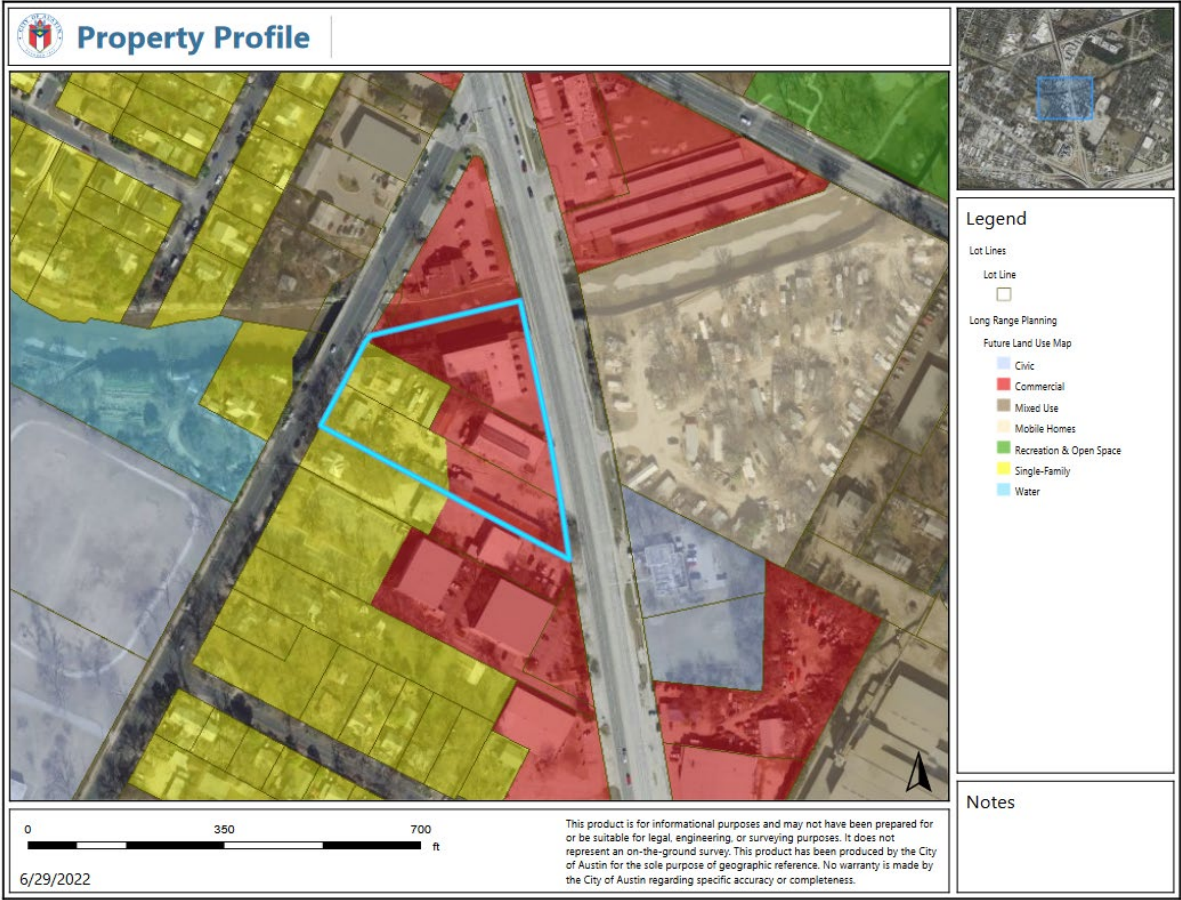 CITY OF AUSTIN
Property Profile
Legend
Lot Lines
Lot Line
Long Range Planning
Future Land Use Map
Civic
Commercial
Mixed Use
Mobile Homes
Recreation & Open Space
Single-Family
Water
Notes
0 350 700
ft
6/29/2022
This product is for informational purposes and may not have been prepared for
or be suitable for legal, engineering, or surveying purposes. It does not
represent an on-the-ground survey. This product has been produced by the City
of Austin for the sole purpose of geographic reference. No warranty is made by
the City of Austin regarding specific accuracy or completeness.